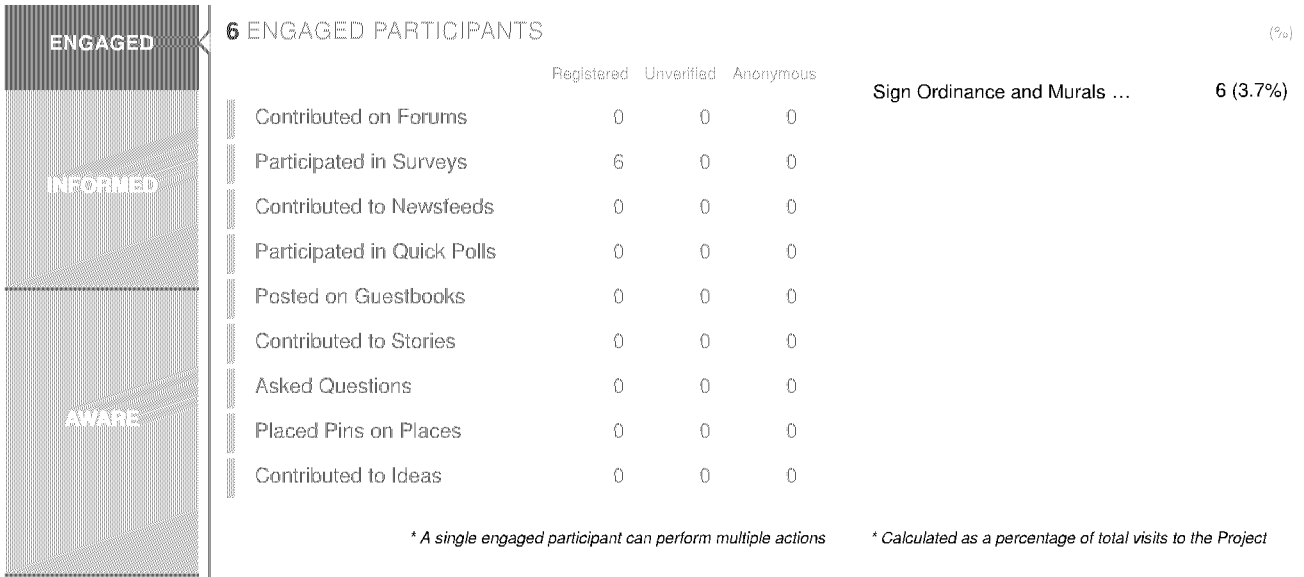 ENGAGED
INFORMED
AWARE
6 ENGAGED PARTICIPANTS
(%)
Registered Unverified Anonymous
Sign Ordinance and Murals … 6 (3.7%)
Contributed on Forums 0 0 0
Participated in Surveys 6 0 0
Contributed to Newsfeeds 0 0 0
Participated in Quick Polls 0 0 0
Posted on Guestbooks 0 0 0
Contributed to Stories 0 0 0
Asked Questions 0 0 0
Placed Pins on Places 0 0 0
Contributed to Ideas 0 0 0
* A single engaged participant can perform multiple actions
* Calculated as a percentage of total visits to the Project